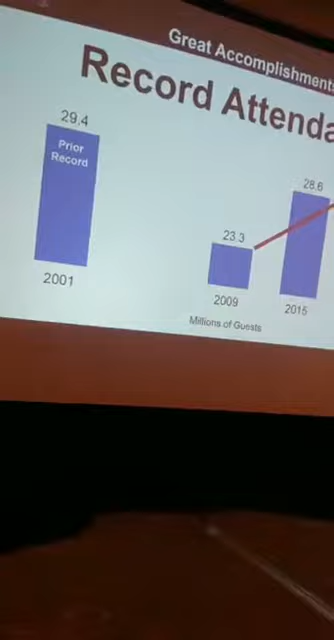 Great Accomplishments
Record Attenda
29.4
Prior
Record
2001
23.3
2009
28.6
2015
Millions of Guests